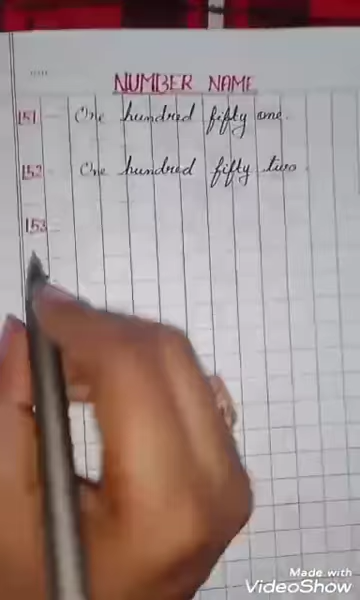 NUMBER NAME
151 - One hundred fifty one.
152 - One hundred fifty two.
153 -
Made with
VideoShow